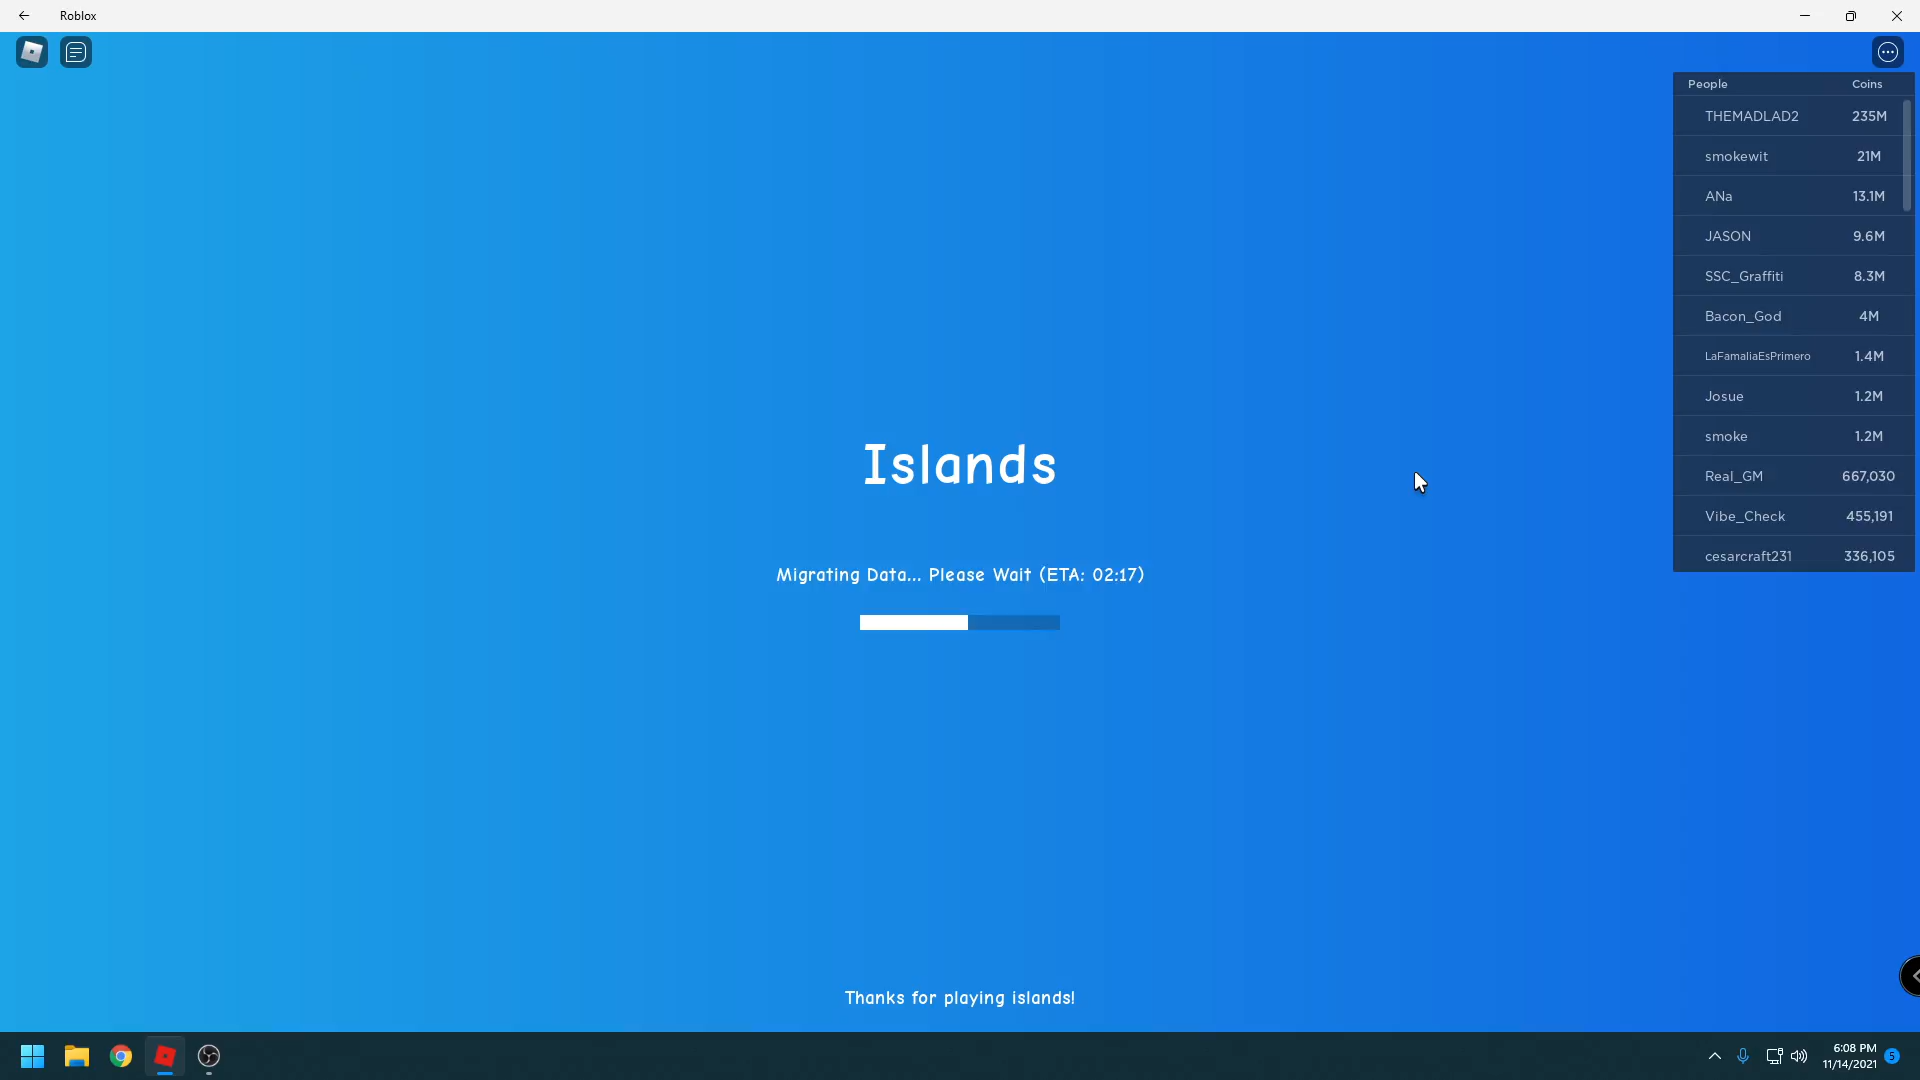 Roblox
People Coins
THEMADLAD2 235M
smokewit 21M
ANa 13.1M
JASON 9.6M
SSC_Graffiti 8.3M
Bacon_God 4M
LaFamaliaEsPrimero 1.4M
Josue 1.2M
smoke 1.2M
Real_GM 667,030
Vibe_Check 455,191
cesarcraft231 336,105
Islands
Migrating Data... Please Wait (ETA: 02:17)
Thanks for playing islands!
6:08 PM
11/14/2021
5